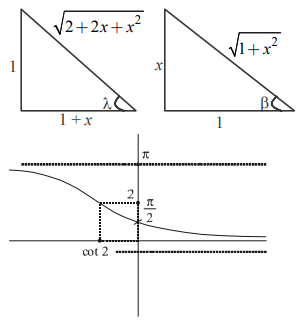 √(2+2x+x²)
1
λ
1 + x
√(1+x²)
x
β
1
π
2
π/2
cot 2